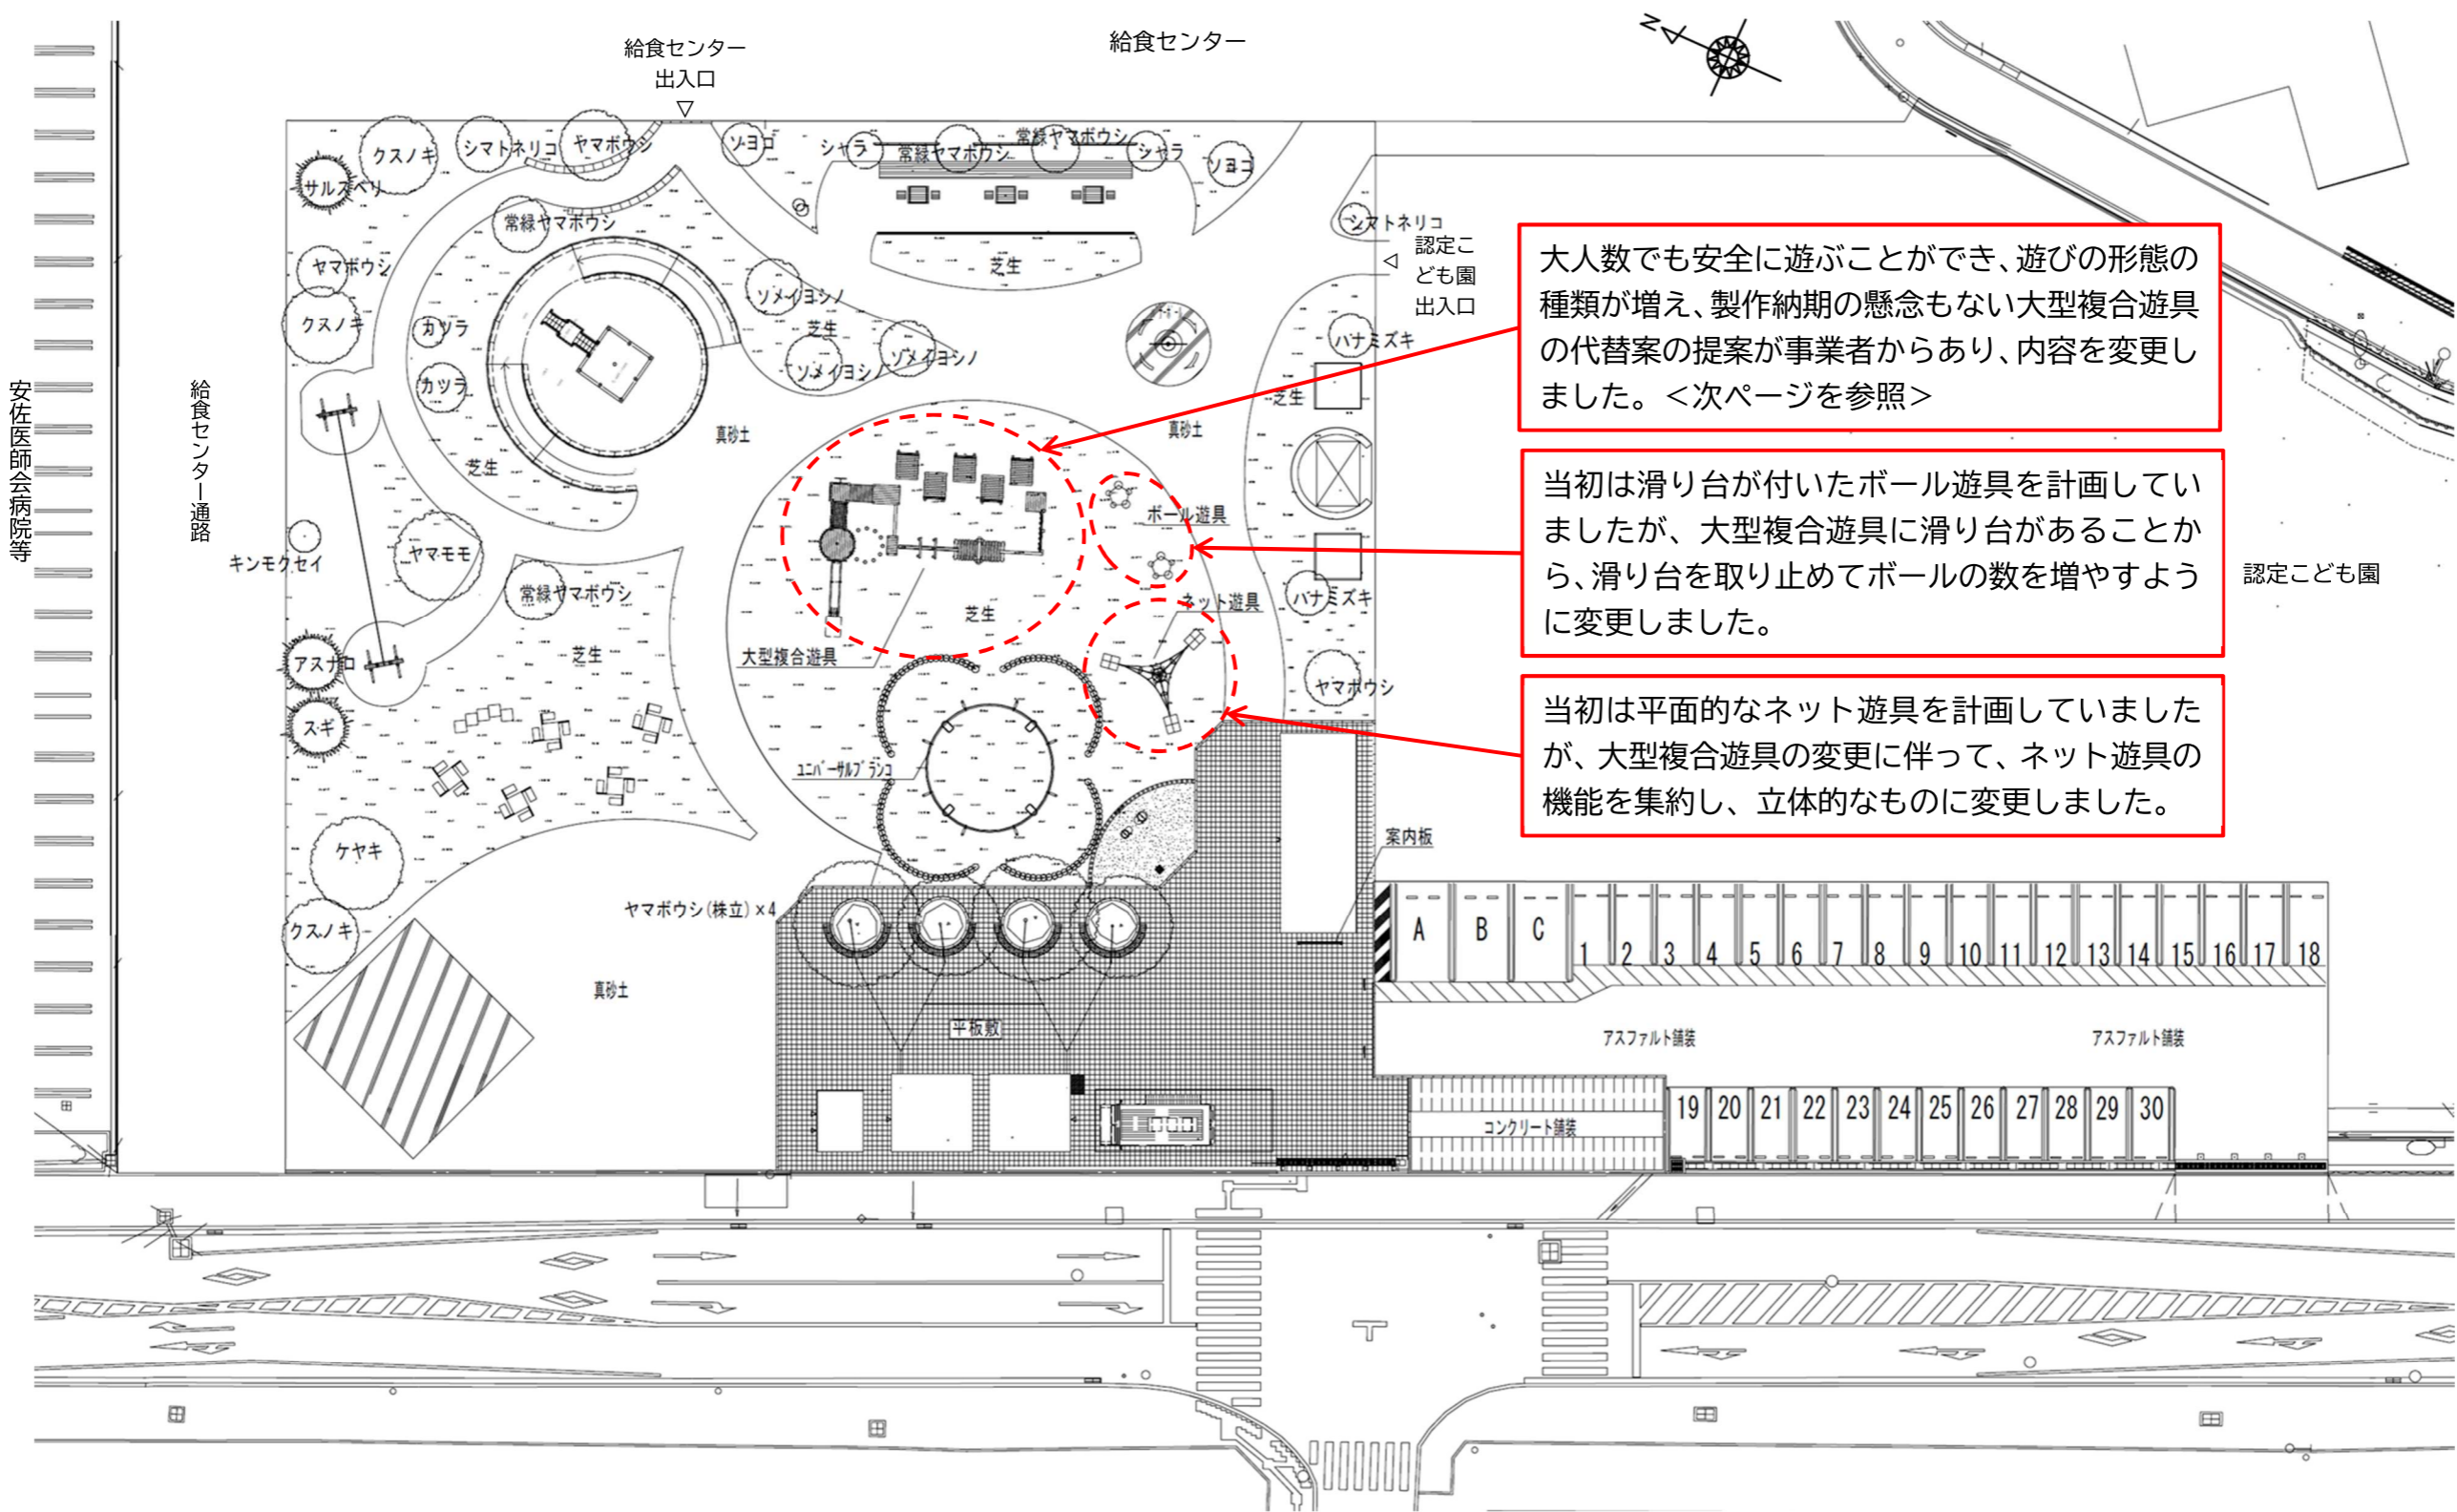 給食センター
出入口
▽
給食センター
N
クスノキ
シマトネリコ
ヤマボウシ
ソヨゴ
シャラ
常緑ヤマボウシ
常緑ヤマボウシ
シャラ
ソヨゴ
サルスベリ
常緑ヤマボウシ
シマトネリコ
認定こ
ども園
出入口
◁
ヤマボウシ
クスノキ
カツラ
カツラ
ソメイヨシノ
芝生
ソメイヨシノ
ソメイヨシノ
芝生
ハナミズキ
芝生
真砂土
真砂土
芝生
安佐医師会病院等
給食センター通路
大人数でも安全に遊ぶことができ、遊びの形態の
種類が増え、製作納期の懸念もない大型複合遊具
の代替案の提案が事業者からあり、内容を変更し
ました。<次ページを参照>
当初は滑り台が付いたボール遊具を計画してい
ましたが、大型複合遊具に滑り台があることか
ら、滑り台を取り止めてボールの数を増やすよう
に変更しました。
認定こども園
当初は平面的なネット遊具を計画していました
が、大型複合遊具の変更に伴って、ネット遊具の
機能を集約し、立体的なものに変更しました。
ボール遊具
キンモクセイ
ヤマモモ
常緑ヤマボウシ
ネット遊具
ハナミズキ
芝生
大型複合遊具
アスナロ
芝生
ヤマボウシ
スギ
ユニバーサルブランコ
ケヤキ
案内板
クスノキ
ヤマボウシ(株立)×4
真砂土
平板敷
A B C 1 2 3 4 5 6 7 8 9 10 11 12 13 14 15 16 17 18
アスファルト舗装
アスファルト舗装
コンクリート舗装
19 20 21 22 23 24 25 26 27 28 29 30